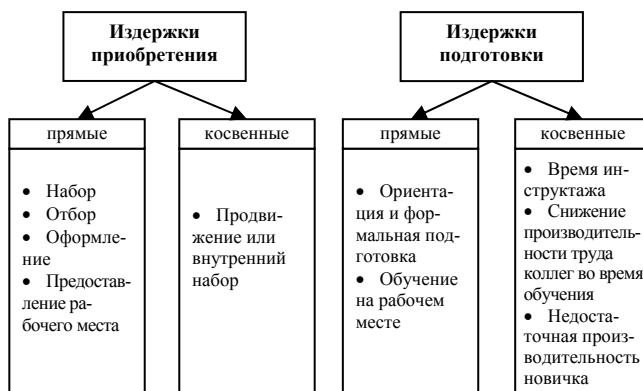 Издержки
приобретения
Издержки
подготовки
прямые
косвенные
прямые
косвенные
• Набор
• Отбор
• Оформле-
ние
• Предостав-
ление ра-
бочего места
• Продви-
жение или
внутренний
набор
• Ориента-
ция и фор-
мальная под-
готовка
• Обучение
на рабочем
месте
• Время ин-
структажа
• Снижение
производитель-
ности труда
коллег во время
обучения
• Недоста-
точная произ-
водительность
новичка